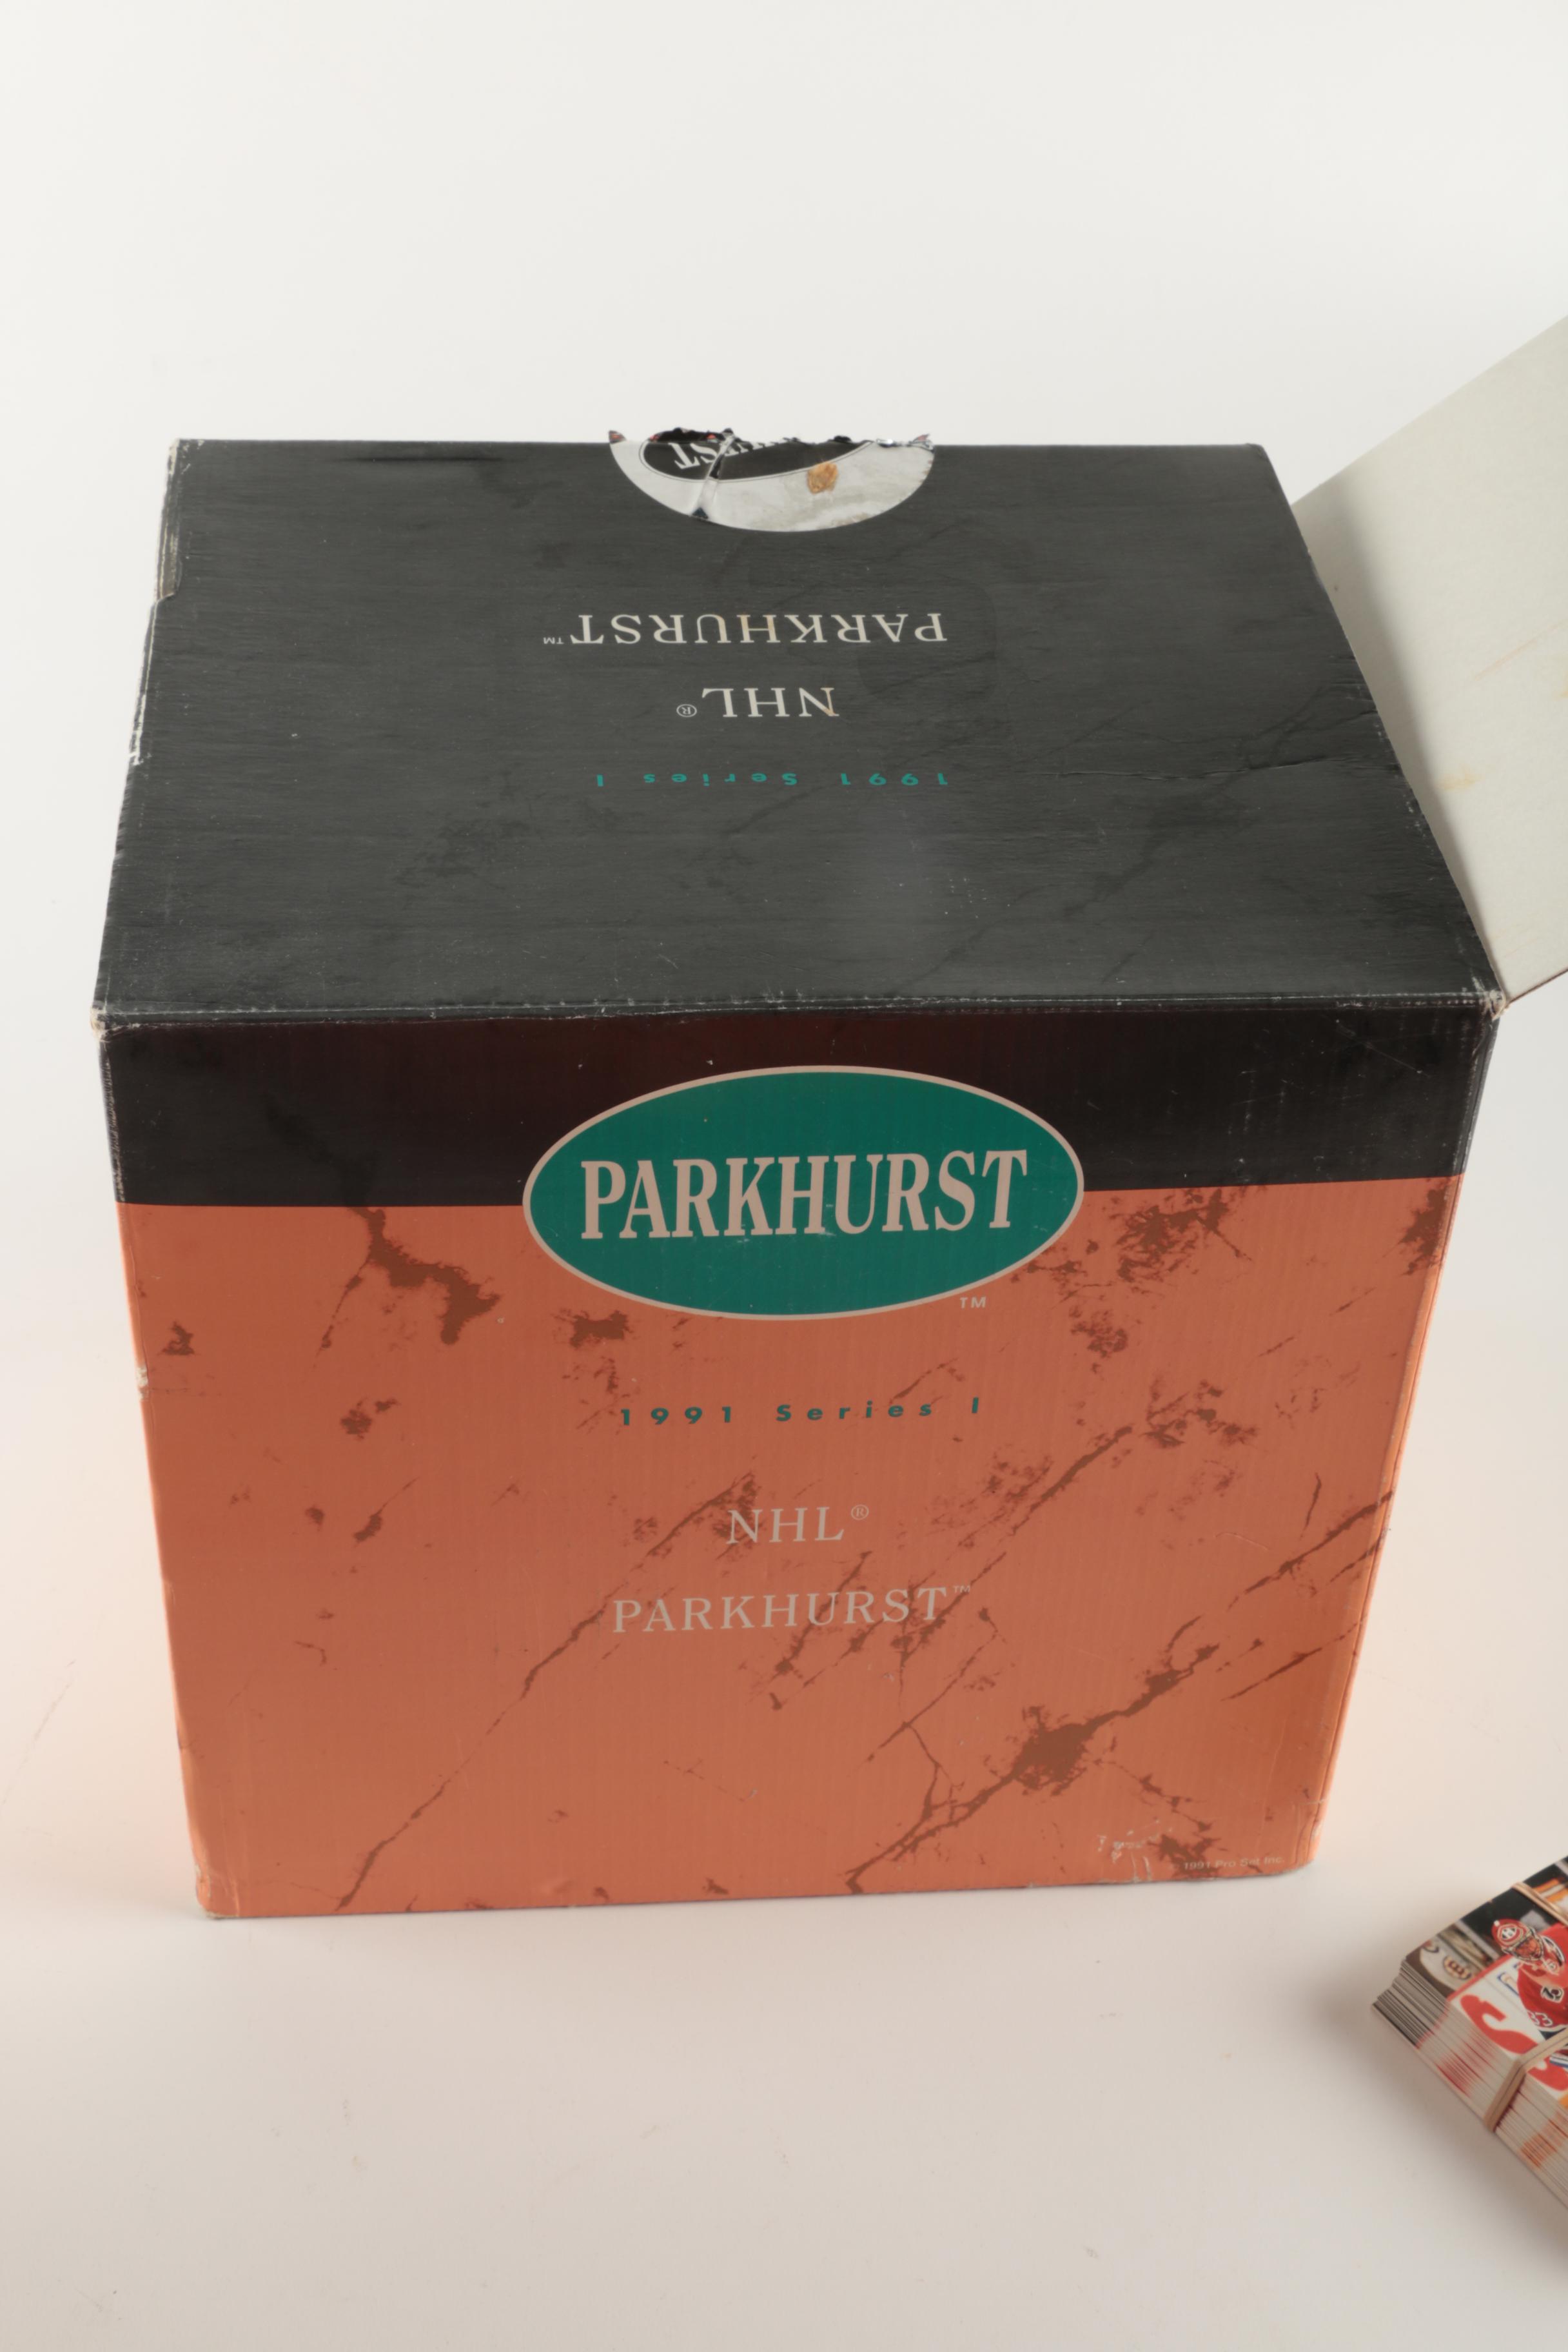 PARKHURST™
NHL®
1991 Series I
PARKHURST
TM
1991 Series I
NHL®
PARKHURST™
© 1991 Pro Set Inc.